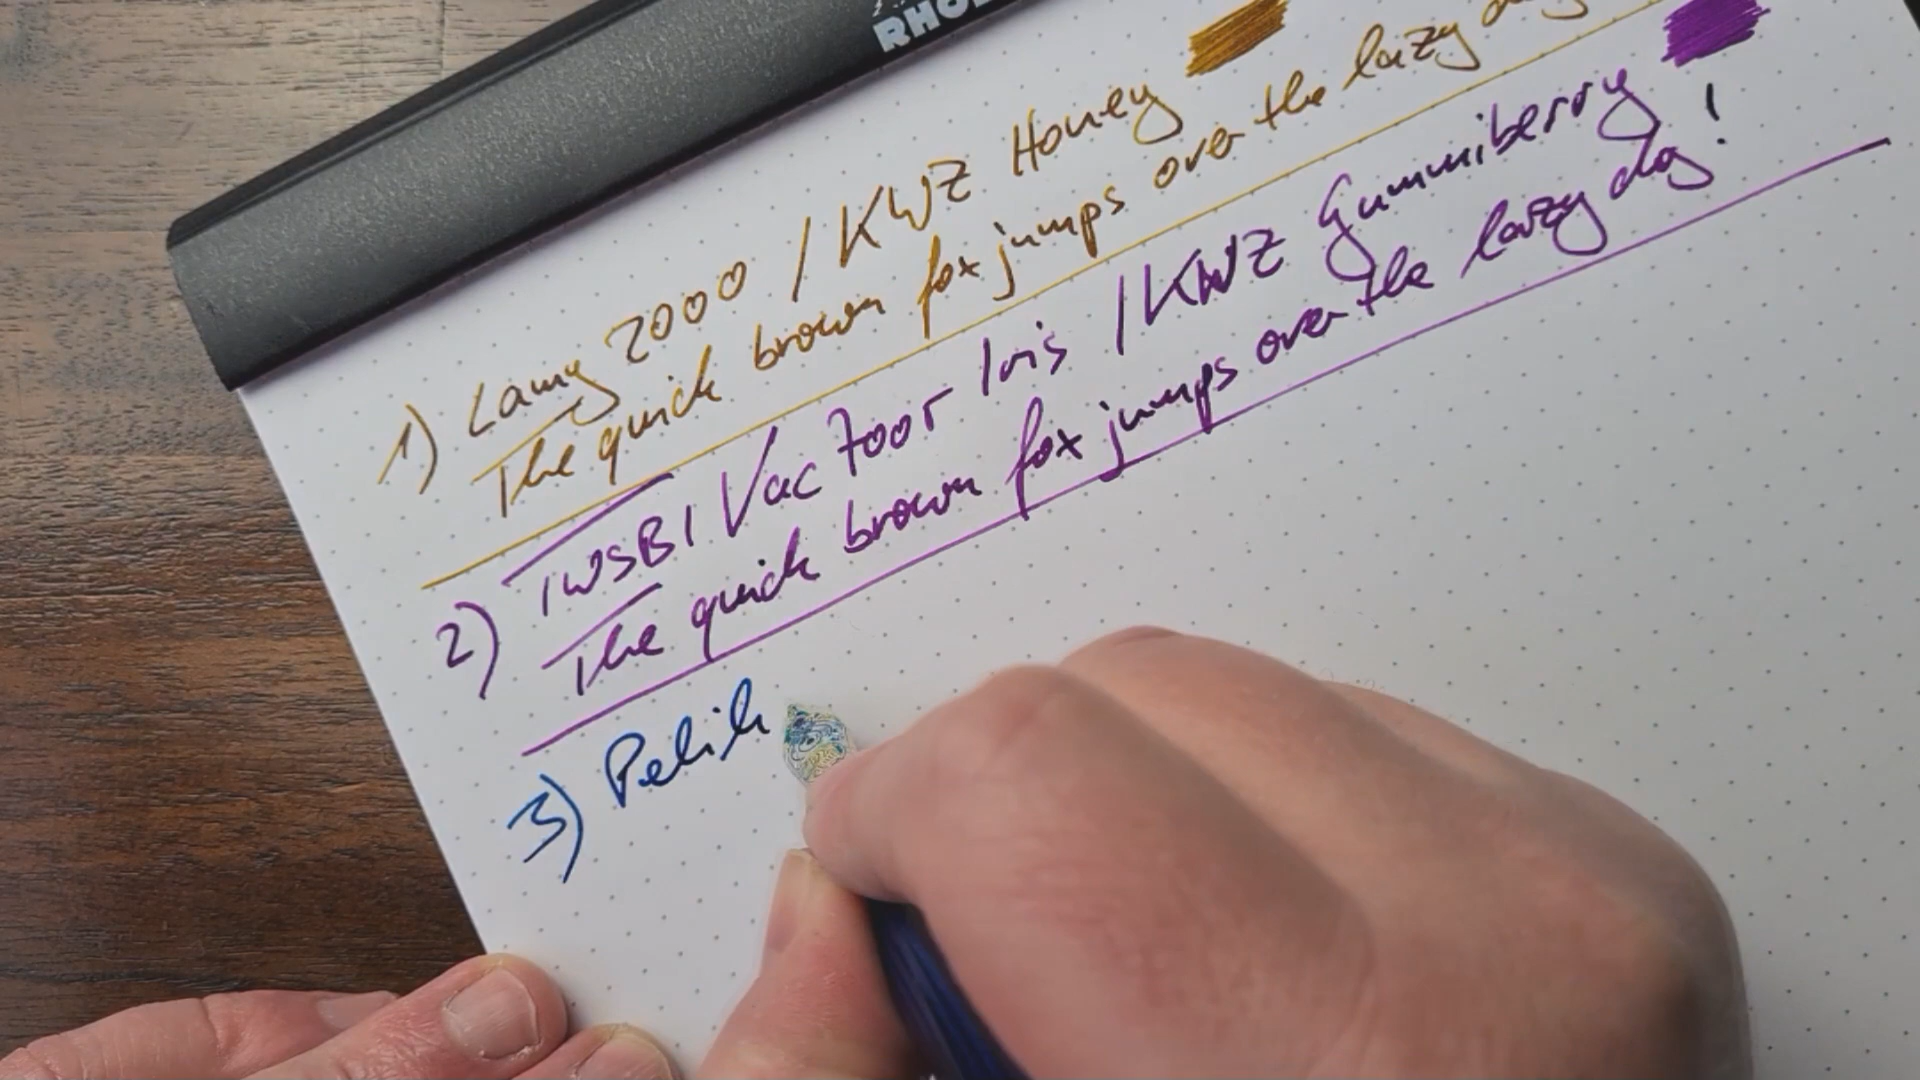 RHOD
1) Lamy 2000 / KWZ Honey
The quick brown fox jumps over the lazy dog
2) TWSBI Vac 700r Iris / KWZ Gummiberry
The quick brown fox jumps over the lazy dog!
3) Pelik